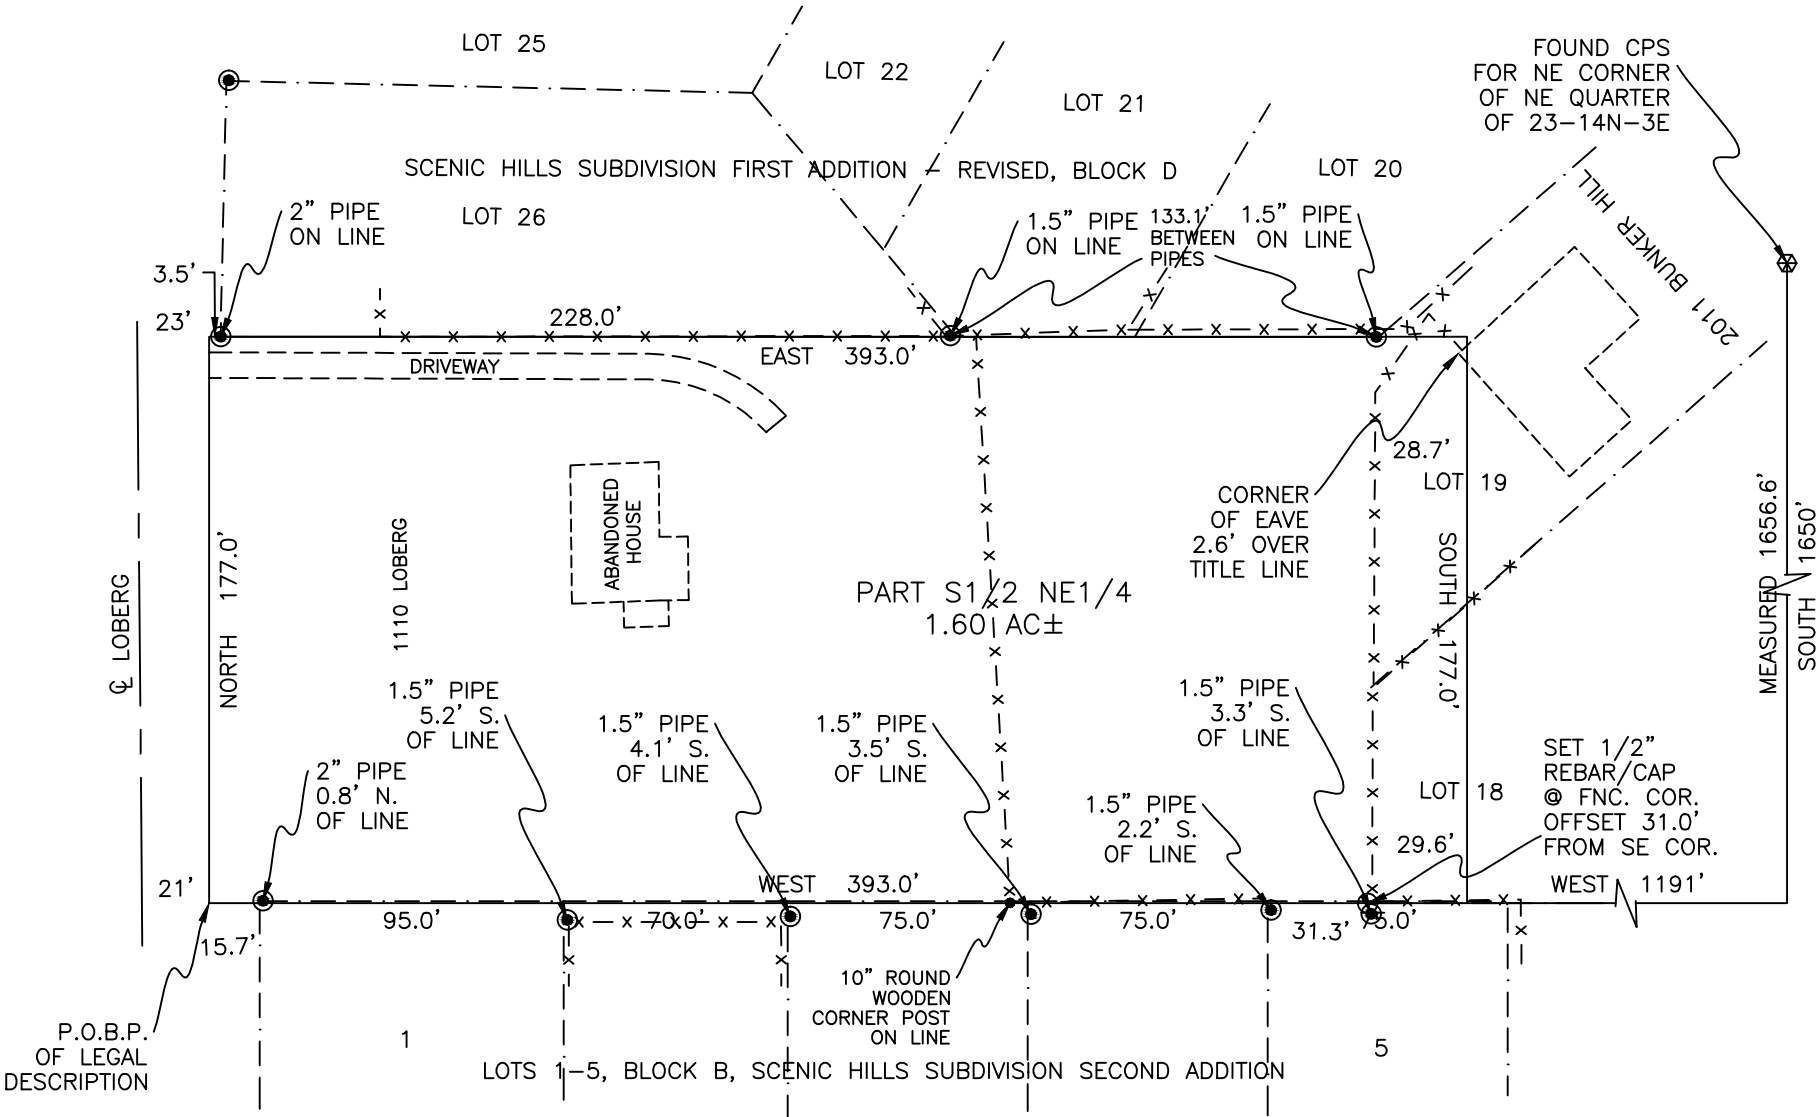 LOT 25
LOT 22
LOT 21
FOUND CPS
FOR NE CORNER
OF NE QUARTER
OF 23-14N-3E
SCENIC HILLS SUBDIVISION FIRST ADDITION - REVISED, BLOCK D
LOT 20
LOT 26
2" PIPE
ON LINE
1.5" PIPE
ON LINE
133.1'
BETWEEN
PIPES
1.5" PIPE
ON LINE
2011 BUNKER HILL
3.5'
23'
228.0'
EAST 393.0'
DRIVEWAY
28.7'
LOT 19
CORNER
OF EAVE
2.6' OVER
TITLE LINE
ABANDONED
HOUSE
1110 LOBERG
NORTH 177.0'
℄ LOBERG
PART S1/2 NE1/4
1.60 AC±
SOUTH 177.0'
MEASURED 1656.6'
SOUTH 1650'
1.5" PIPE
5.2' S.
OF LINE
1.5" PIPE
4.1' S.
OF LINE
1.5" PIPE
3.5' S.
OF LINE
1.5" PIPE
3.3' S.
OF LINE
2" PIPE
0.8' N.
OF LINE
1.5" PIPE
2.2' S.
OF LINE
LOT 18
SET 1/2"
REBAR/CAP
@ FNC. COR.
OFFSET 31.0'
FROM SE COR.
29.6'
21'
WEST 393.0'
WEST 1191'
15.7'
95.0'
70.0'
75.0'
75.0'
31.3'
75.0'
10" ROUND
WOODEN
CORNER POST
ON LINE
P.O.B.P.
OF LEGAL
DESCRIPTION
1
5
LOTS 1-5, BLOCK B, SCENIC HILLS SUBDIVISION SECOND ADDITION